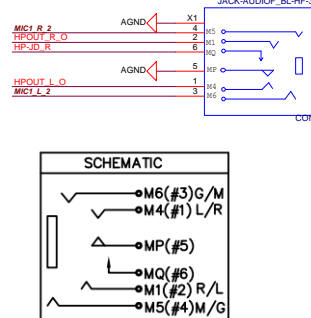 JACK-AUDIOF_BL-HP-
AGND X1
MIC1_R_2 4 M5
HPOUT_R_O 2 M1
HP-JD_R 6 MQ
AGND 5 MP
HPOUT_L_O 1 M4
MIC1_L_2 3 M6
SCHEMATIC
M6(#3)G/M
M4(#1) L/R
MP(#5)
MQ(#6)
M1(#2) R/L
M5(#4)M/G